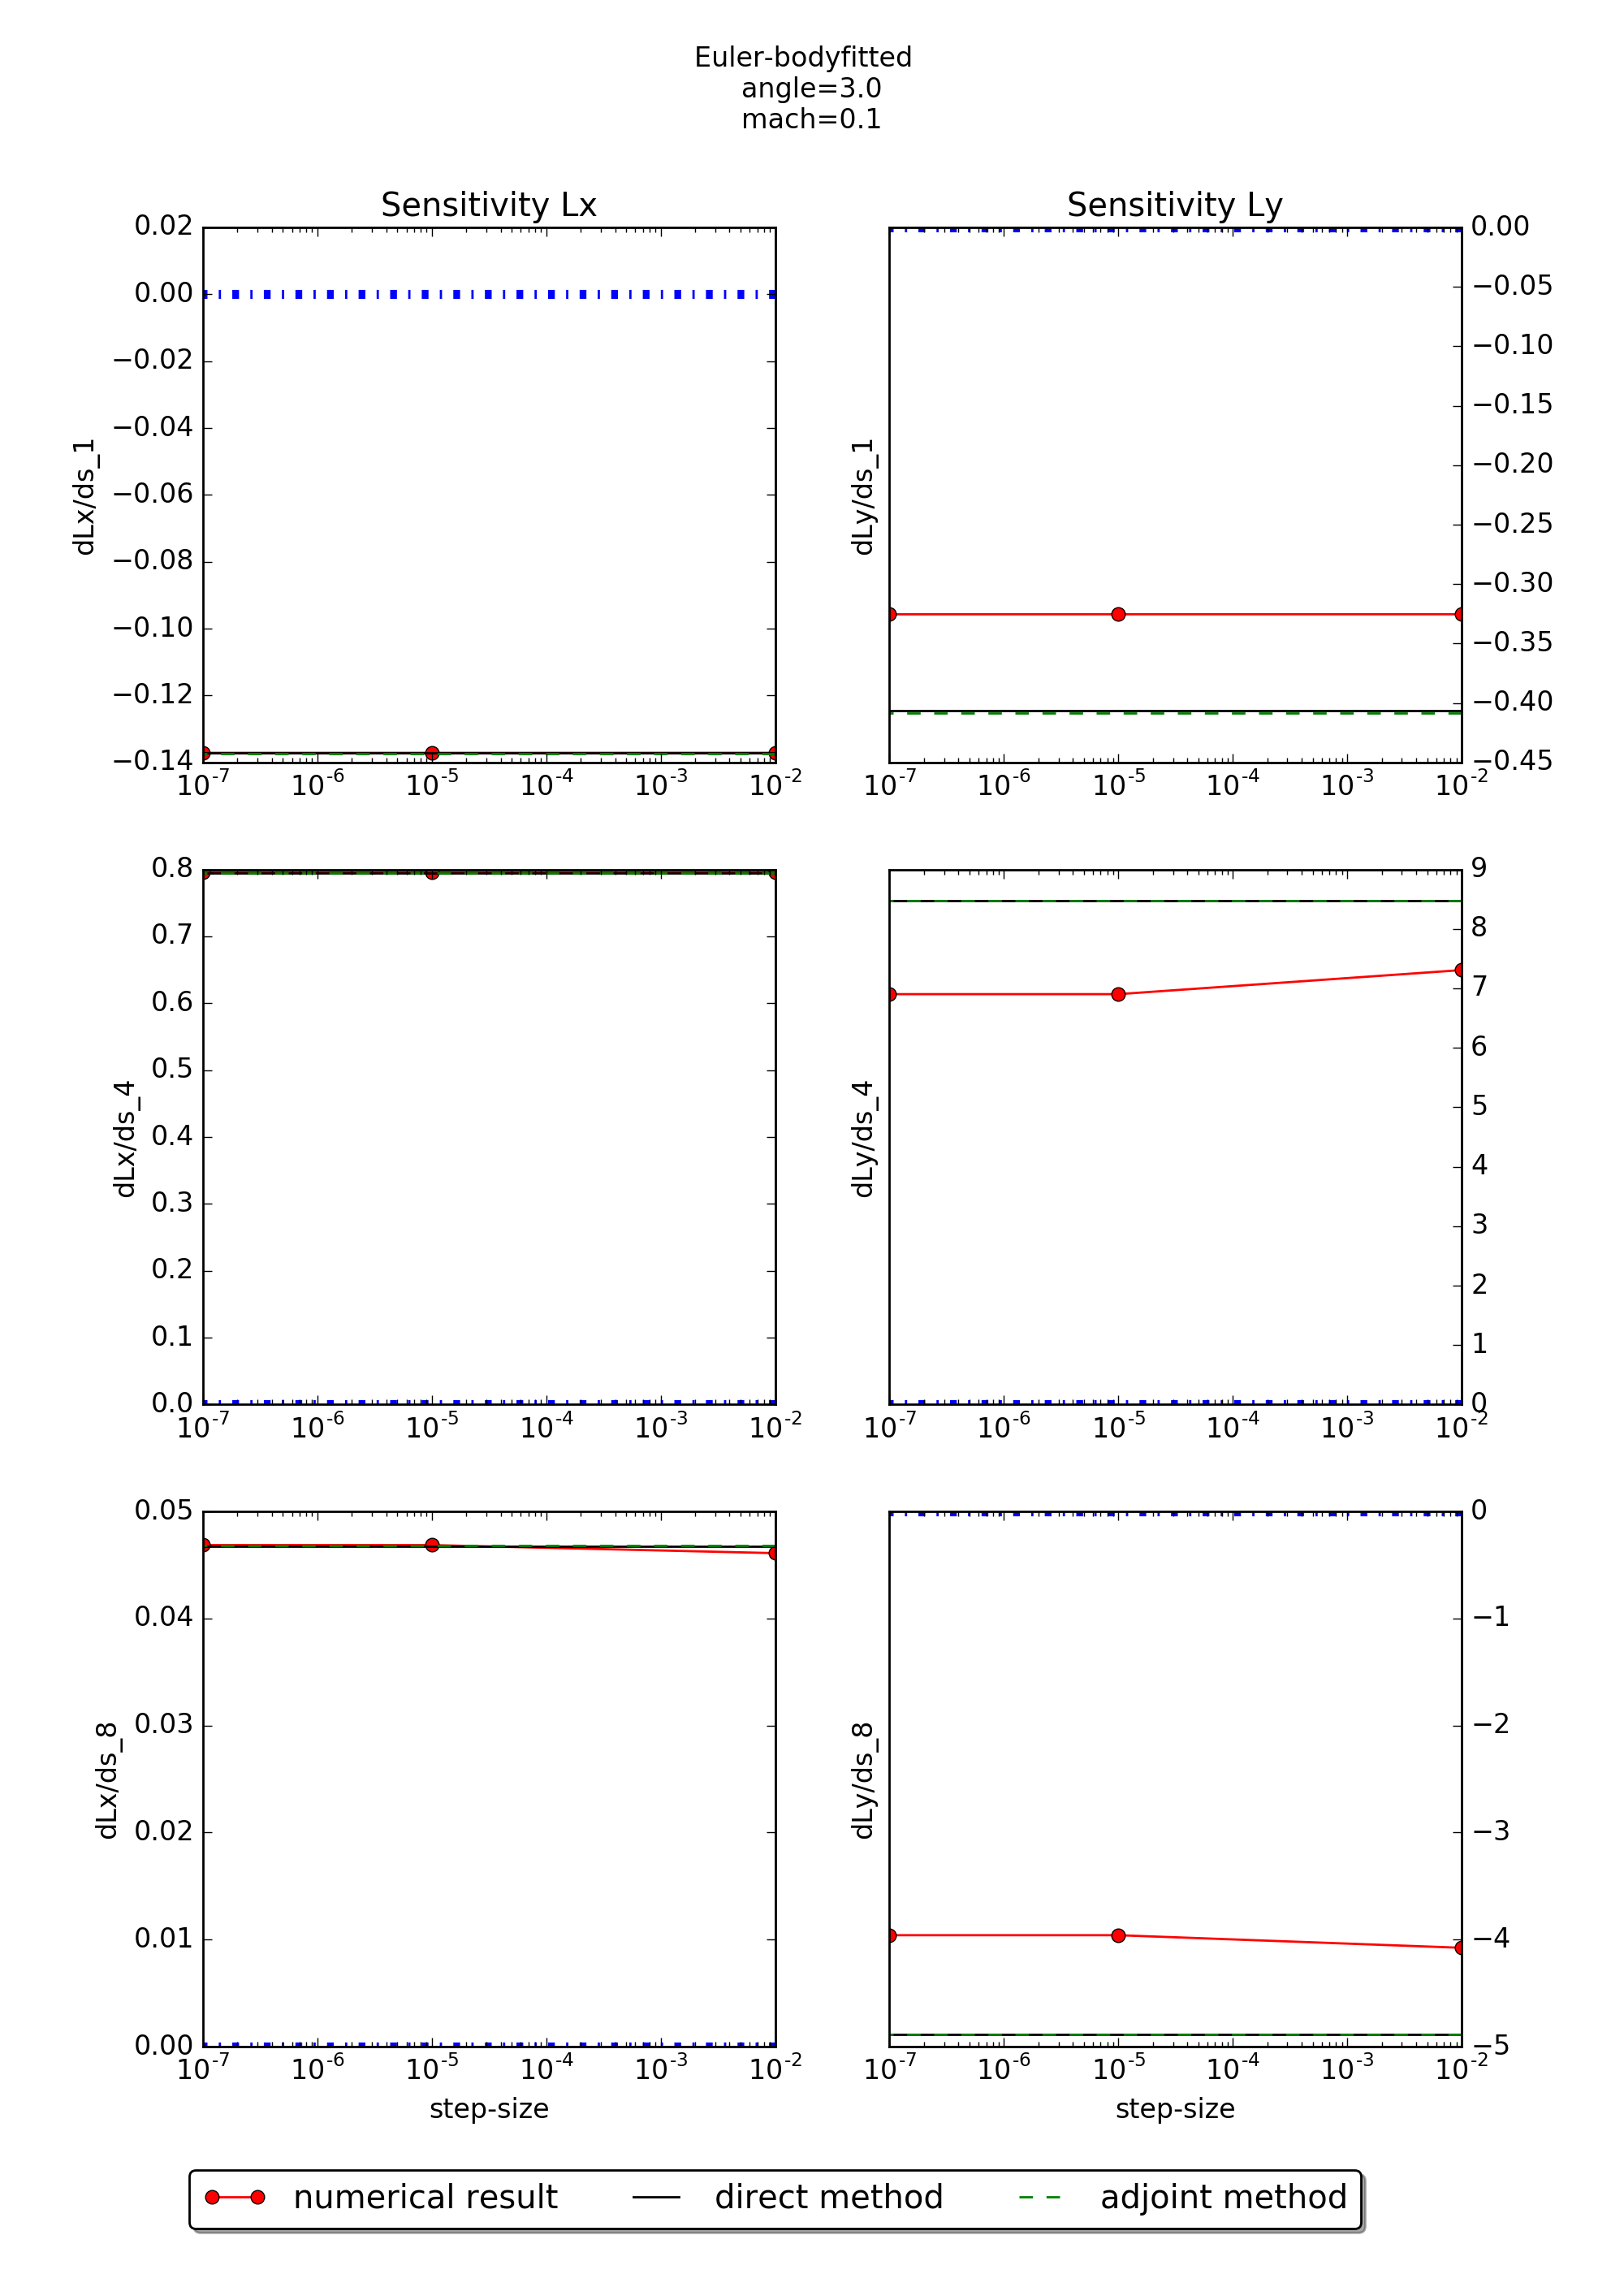 Euler-bodyfitted
angle=3.0
mach=0.1
Sensitivity Lx
Sensitivity Ly
0.02
0.00
−0.02
−0.04
−0.06
−0.08
−0.10
−0.12
−0.14
dLx/ds_1
10^-7 10^-6 10^-5 10^-4 10^-3 10^-2
dLy/ds_1
0.00
−0.05
−0.10
−0.15
−0.20
−0.25
−0.30
−0.35
−0.40
−0.45
10^-7 10^-6 10^-5 10^-4 10^-3 10^-2
0.8
0.7
0.6
0.5
0.4
0.3
0.2
0.1
0.0
dLx/ds_4
10^-7 10^-6 10^-5 10^-4 10^-3 10^-2
dLy/ds_4
9
8
7
6
5
4
3
2
1
0
10^-7 10^-6 10^-5 10^-4 10^-3 10^-2
0.05
0.04
0.03
0.02
0.01
0.00
dLx/ds_8
10^-7 10^-6 10^-5 10^-4 10^-3 10^-2
step-size
dLy/ds_8
0
−1
−2
−3
−4
−5
10^-7 10^-6 10^-5 10^-4 10^-3 10^-2
step-size
numerical result direct method adjoint method